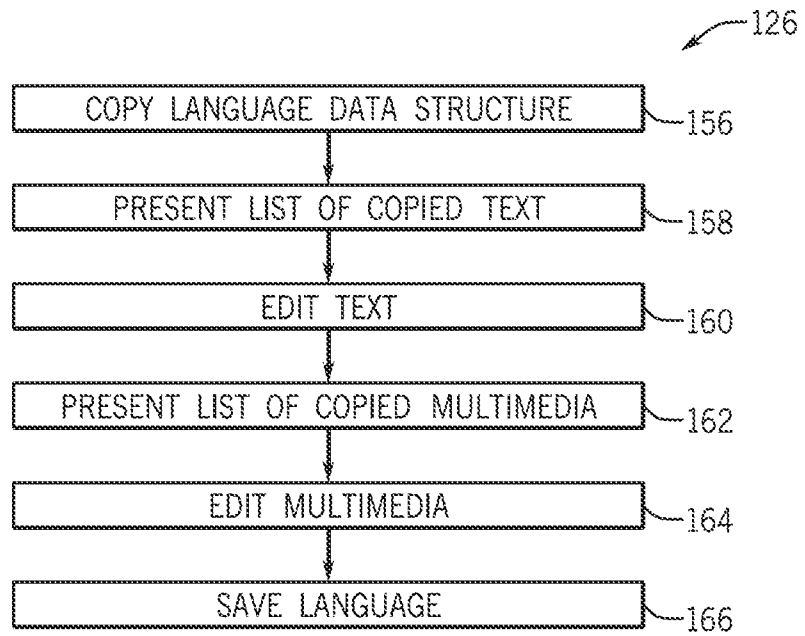 126
COPY LANGUAGE DATA STRUCTURE 156
PRESENT LIST OF COPIED TEXT 158
EDIT TEXT 160
PRESENT LIST OF COPIED MULTIMEDIA 162
EDIT MULTIMEDIA 164
SAVE LANGUAGE 166